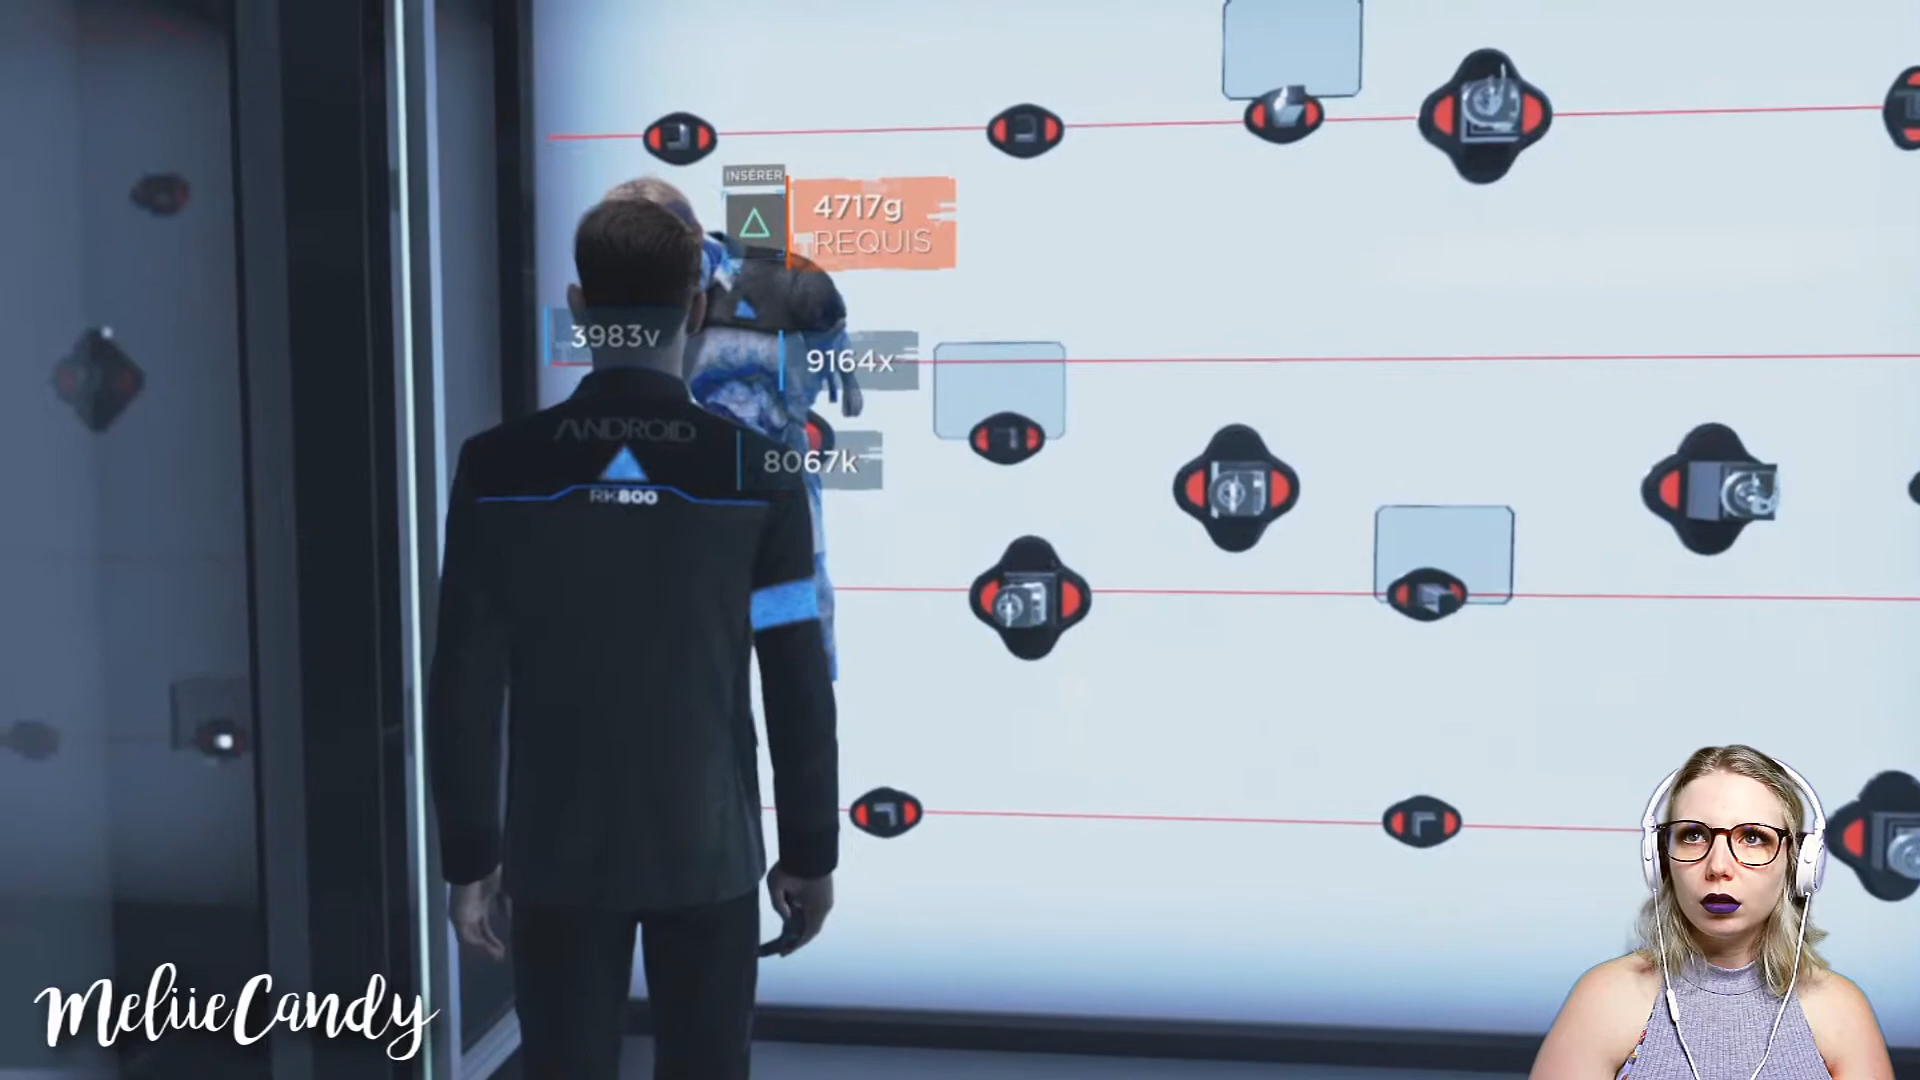 INSÉRER
4717g
REQUIS
3983v
9164x
8067k
ANDROID
RK800
MeliieCandy